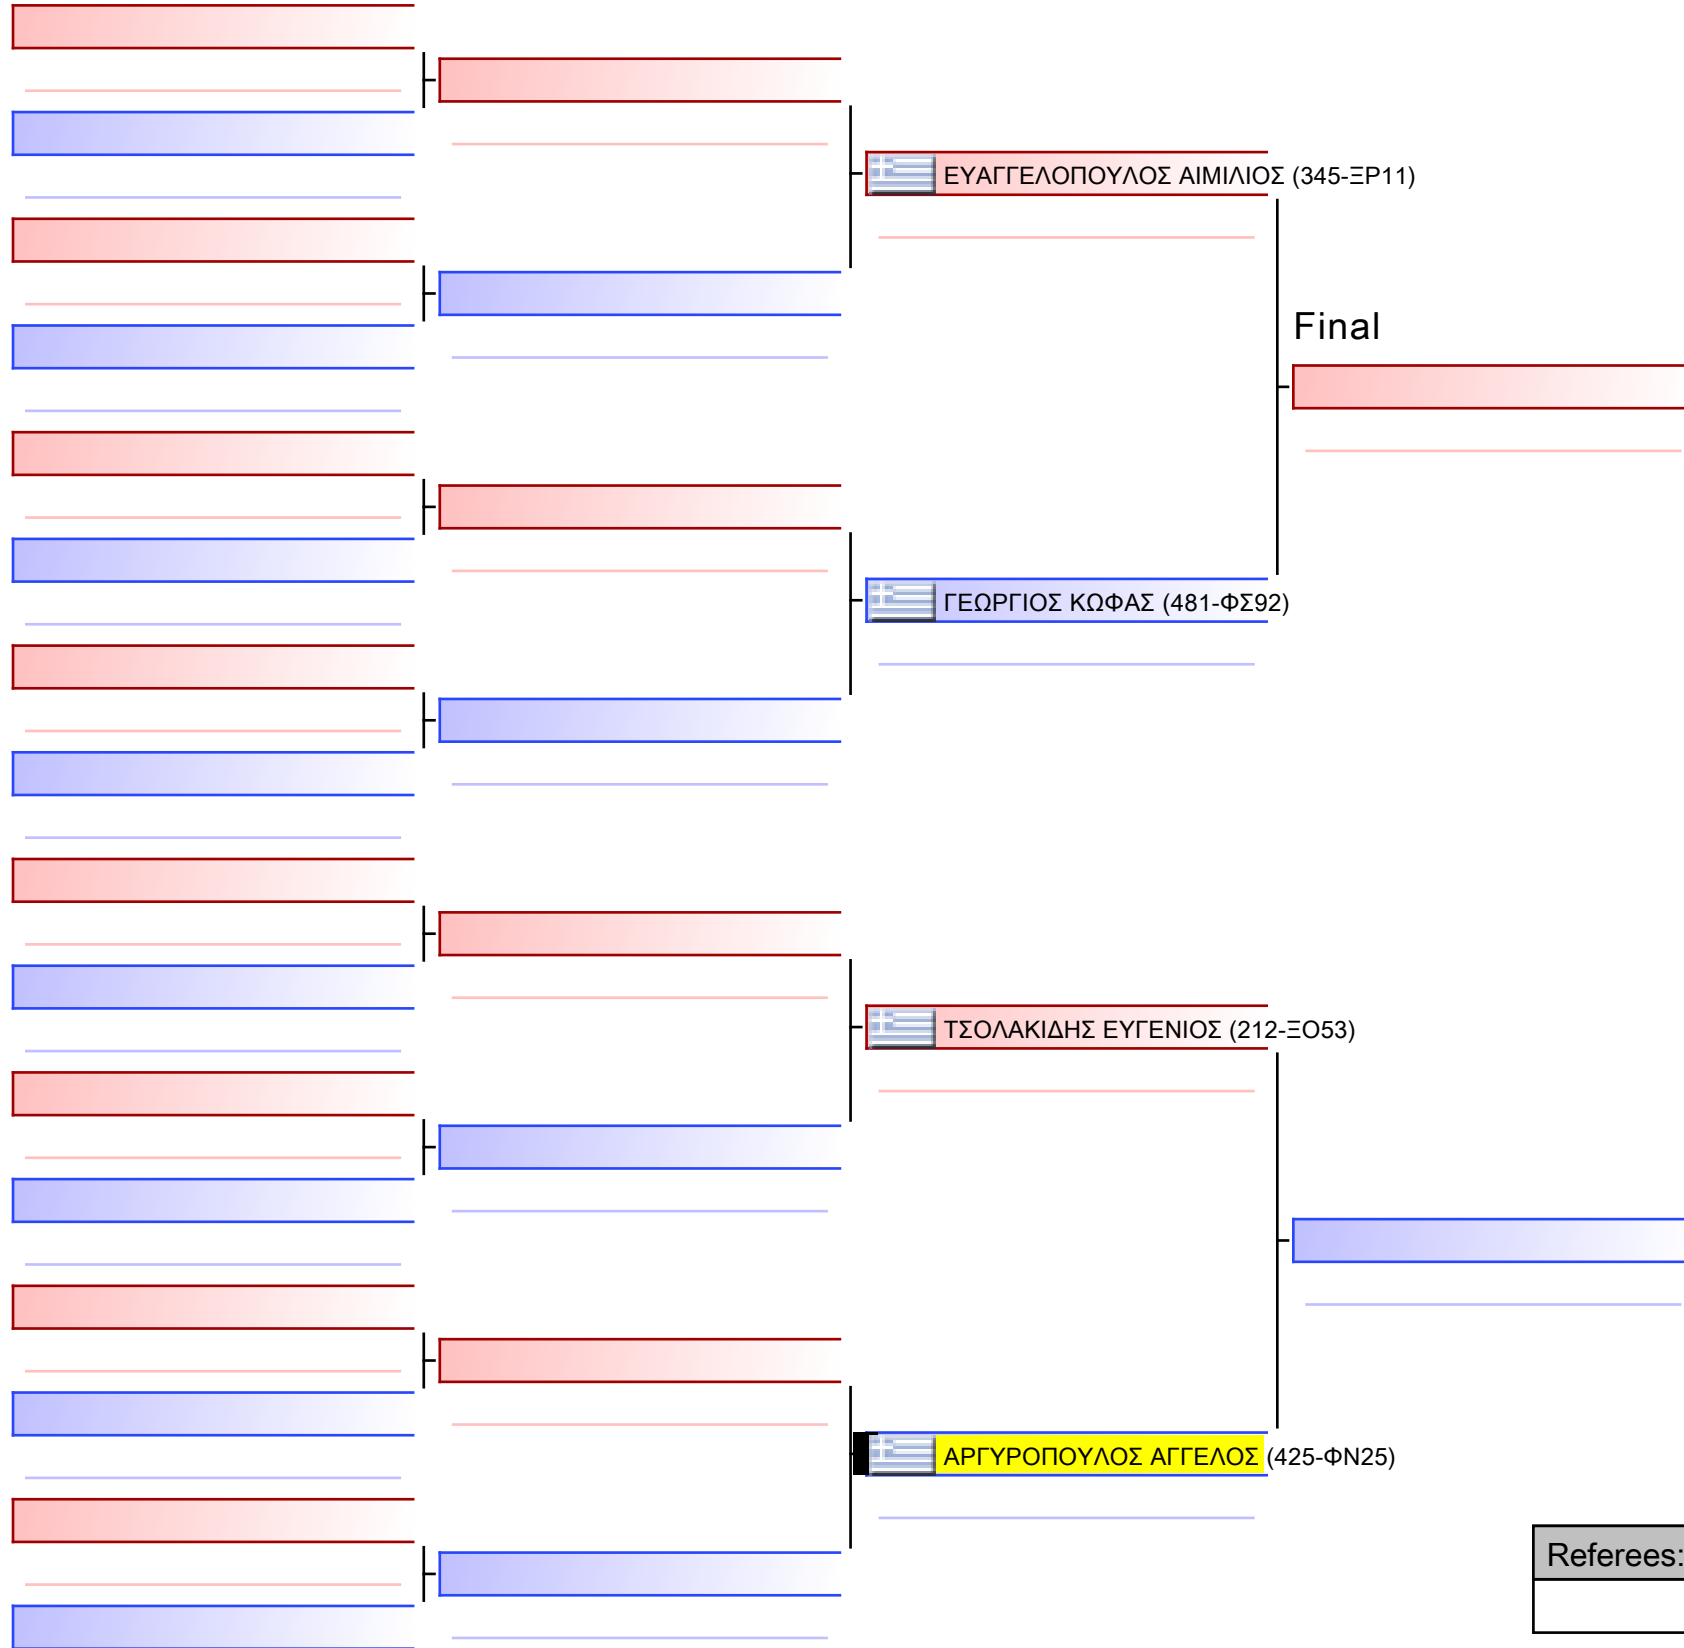 ΕΥΑΓΓΕΛΟΠΟΥΛΟΣ ΑΙΜΙΛΙΟΣ (345-ΞΡ11)
Final
ΓΕΩΡΓΙΟΣ ΚΩΦΑΣ (481-ΦΣ92)
ΤΣΟΛΑΚΙΔΗΣ ΕΥΓΕΝΙΟΣ (212-ΞΟ53)
ΑΡΓΥΡΟΠΟΥΛΟΣ ΑΓΓΕΛΟΣ (425-ΦΝ25)
Referees: